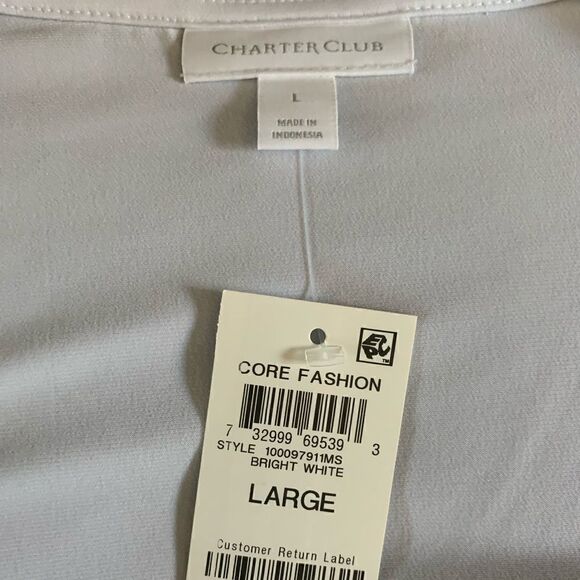 CHARTER CLUB
L
MADE IN
INDONESIA
EPC™
CORE FASHION
7 32999 69539 3
STYLE 100097911MS
BRIGHT WHITE
LARGE
Customer Return Label